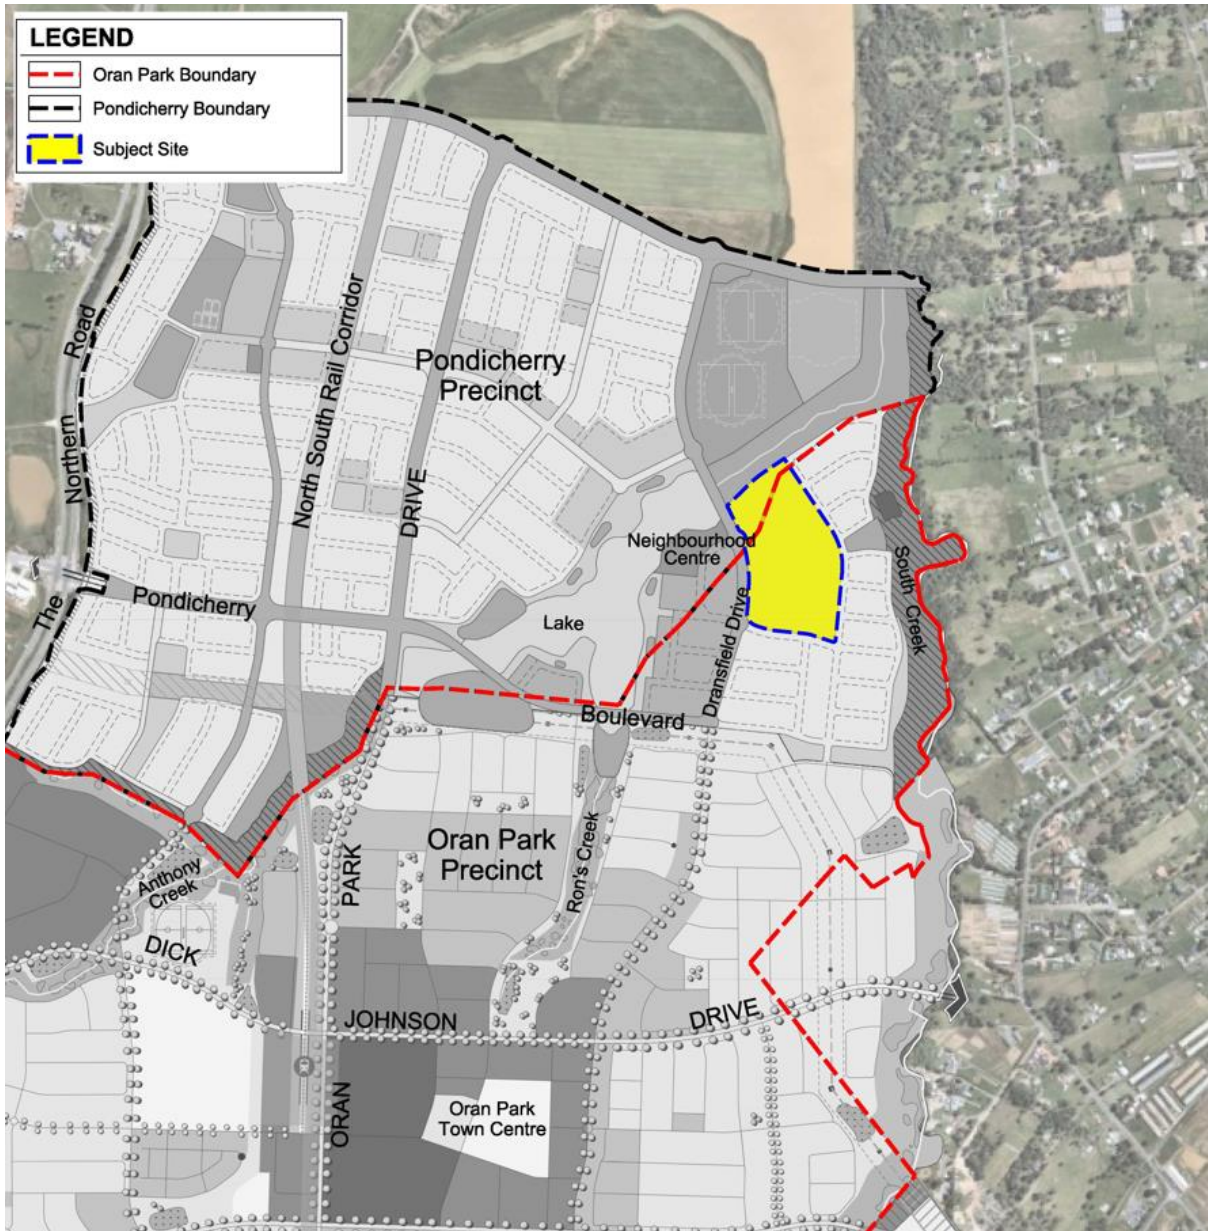 LEGEND
Oran Park Boundary
Pondicherry Boundary
Subject Site
Pondicherry
Precinct
North South Rail Corridor
DRIVE
The Northern Road
Neighbourhood
Centre
South Creek
Pondicherry
Lake
Dransfield Drive
Boulevard
Oran Park
Precinct
PARK
Ron's Creek
Anthony
Creek
DICK
JOHNSON
DRIVE
ORAN
Oran Park
Town Centre